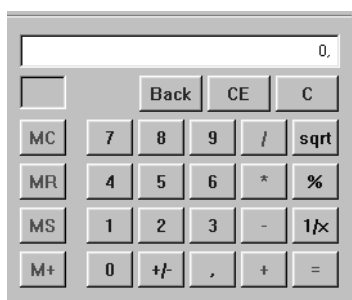 0,
Back CE C
MC 7 8 9 / sqrt
MR 4 5 6 * %
MS 1 2 3 - 1/x
M+ 0 +/- , + =